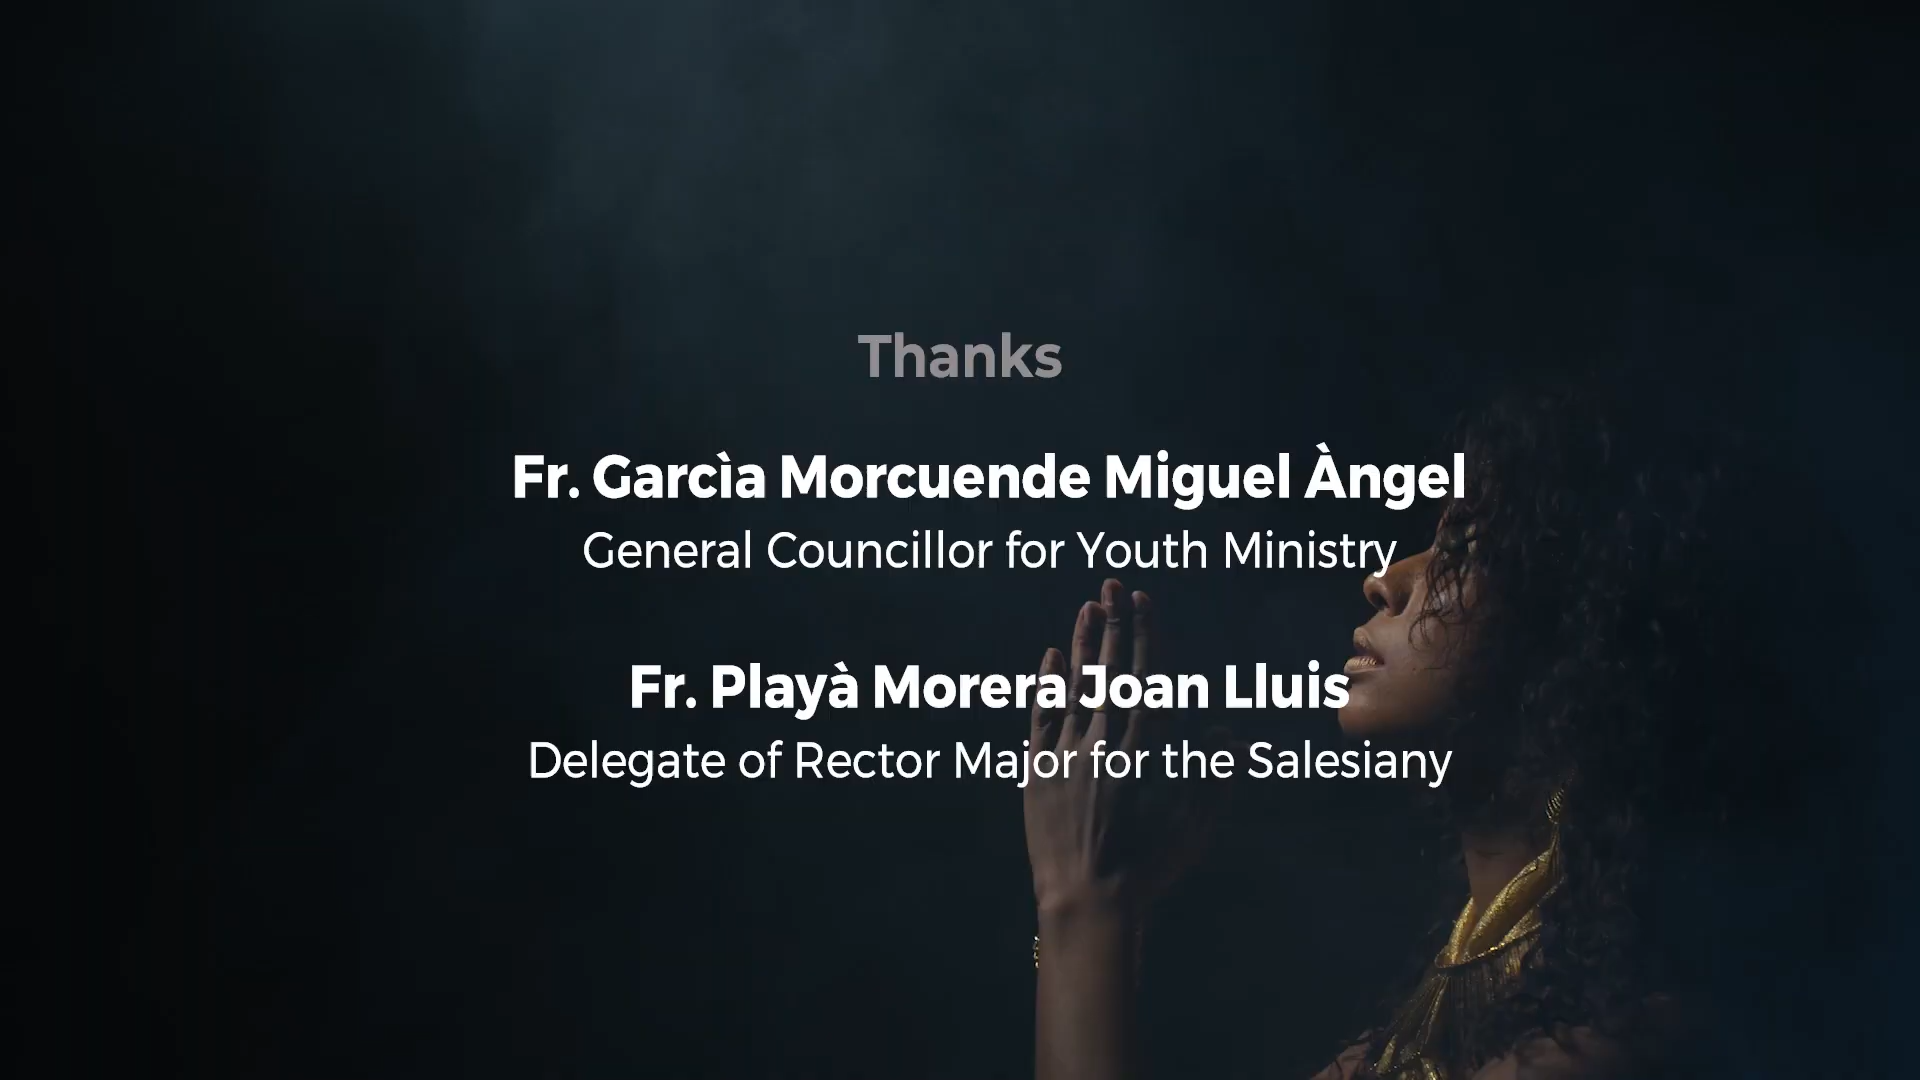 Thanks
Fr. Garcìa Morcuende Miguel Àngel
General Councillor for Youth Ministry
Fr. Playà Morera Joan Lluis
Delegate of Rector Major for the Salesiany